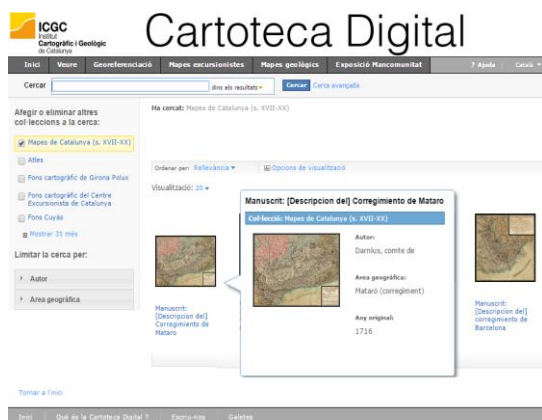 ICGC
Institut
Cartogràfic i Geològic
de Catalunya
Cartoteca Digital
Inici Veure Georeferenciació Mapes excursionistes Mapes geològics Exposició Mancomunitat ? Ajuda Català
Cercar dins els resultats Cercar Cerca avançada
Afegir o eliminar altres
col·leccions a la cerca:
Mapes de Catalunya (s. XVII-XX)
Atles
Fons cartogràfic de Girona Polux
Fons cartogràfic del Centre
Excursionista de Catalunya
Fons Cuyàs
Mostrar 31 més
Limitar la cerca per:
Autor
Area geogràfica
Ha cercat: Mapes de Catalunya (s. XVII-XX)
Ordenar per: Rellevància Opcions de visualització
Visualització: 20
Manuscrit:
[Descripcion del]
Corregimiento de
Mataro
Manuscrit: [Descripcion del] Corregimiento de Mataro
Col·lecció: Mapes de Catalunya (s. XVII-XX)
Autor:
Darnius, comte de
Area geogràfica:
Mataró (corregiment)
Any original:
1716
Manuscrit:
[Descripcion del]
corregimiento de
Barcelona
Tornar a l'inici
Inici Què és la Cartoteca Digital ? Escriu-nos Galetes